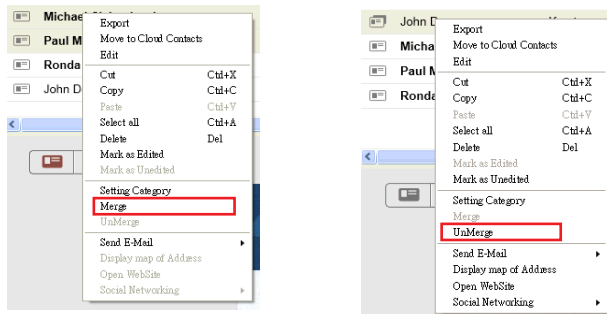 Michae
Paul M
Ronda
John D
Export
Move to Cloud Contacts
Edit
Cut Ctrl+X
Copy Ctrl+C
Paste Ctrl+V
Select all Ctrl+A
Delete Del
Mark as Edited
Mark as Unedited
Setting Category
Merge
UnMerge
Send E-Mail
Display map of Address
Open WebSite
Social Networking
John D
Micha
Paul M
Ronda
Export
Move to Cloud Contacts
Edit
Cut Ctrl+X
Copy Ctrl+C
Paste Ctrl+V
Select all Ctrl+A
Delete Del
Mark as Edited
Mark as Unedited
Setting Category
Merge
UnMerge
Send E-Mail
Display map of Address
Open WebSite
Social Networking